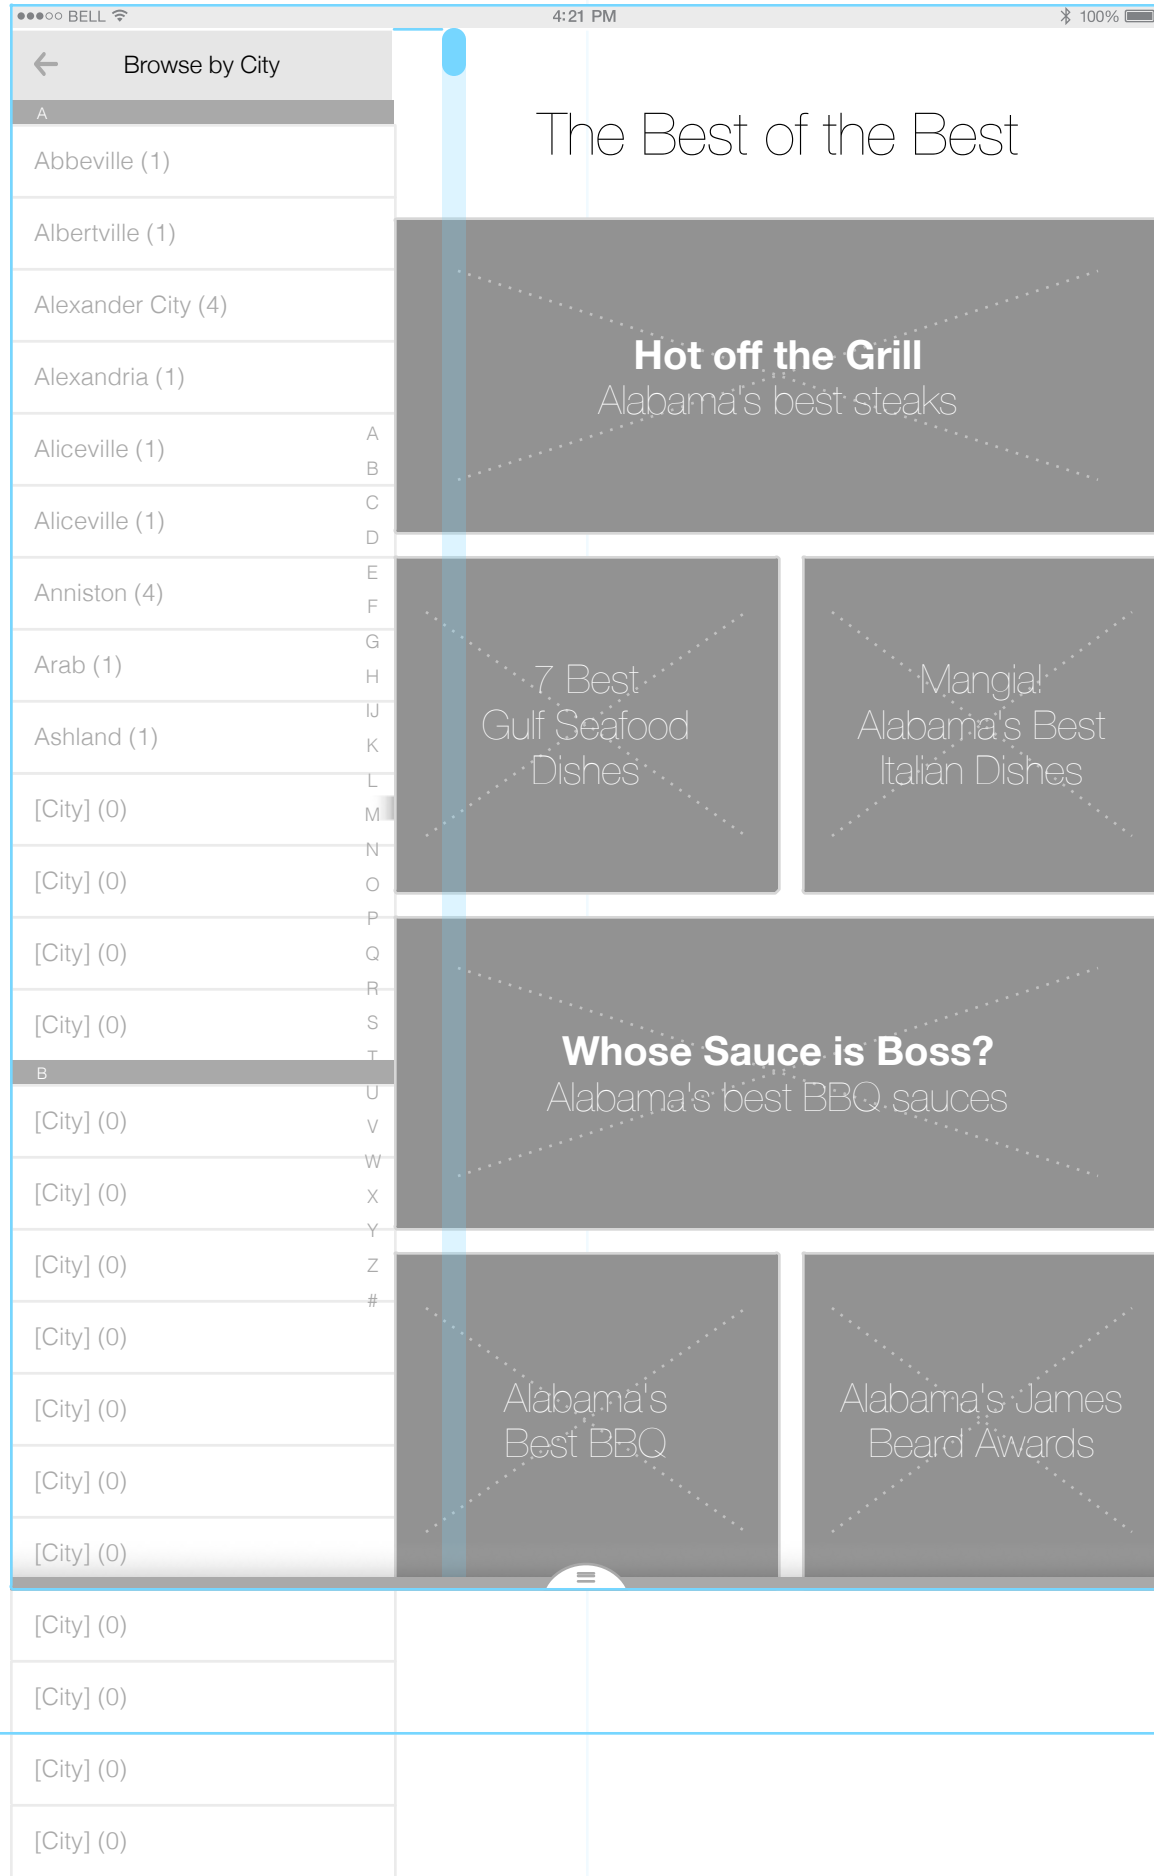 BELL 4:21 PM 100%
Browse by City
A
Abbeville (1)
Albertville (1)
Alexander City (4)
Alexandria (1)
Aliceville (1)
Aliceville (1)
Anniston (4)
Arab (1)
Ashland (1)
[City] (0)
[City] (0)
[City] (0)
[City] (0)
B
[City] (0)
[City] (0)
[City] (0)
[City] (0)
[City] (0)
[City] (0)
[City] (0)
[City] (0)
[City] (0)
[City] (0)
[City] (0)
A
B
C
D
E
F
G
H
IJ
K
L
M
N
O
P
Q
R
S
T
U
V
W
X
Y
Z
#
The Best of the Best
Hot off the Grill
Alabama's best steaks
7 Best
Gulf Seafood
Dishes
Mangia!
Alabama's Best
Italian Dishes
Whose Sauce is Boss?
Alabama's best BBQ sauces
Alabama's
Best BBQ
Alabama's James
Beard Awards